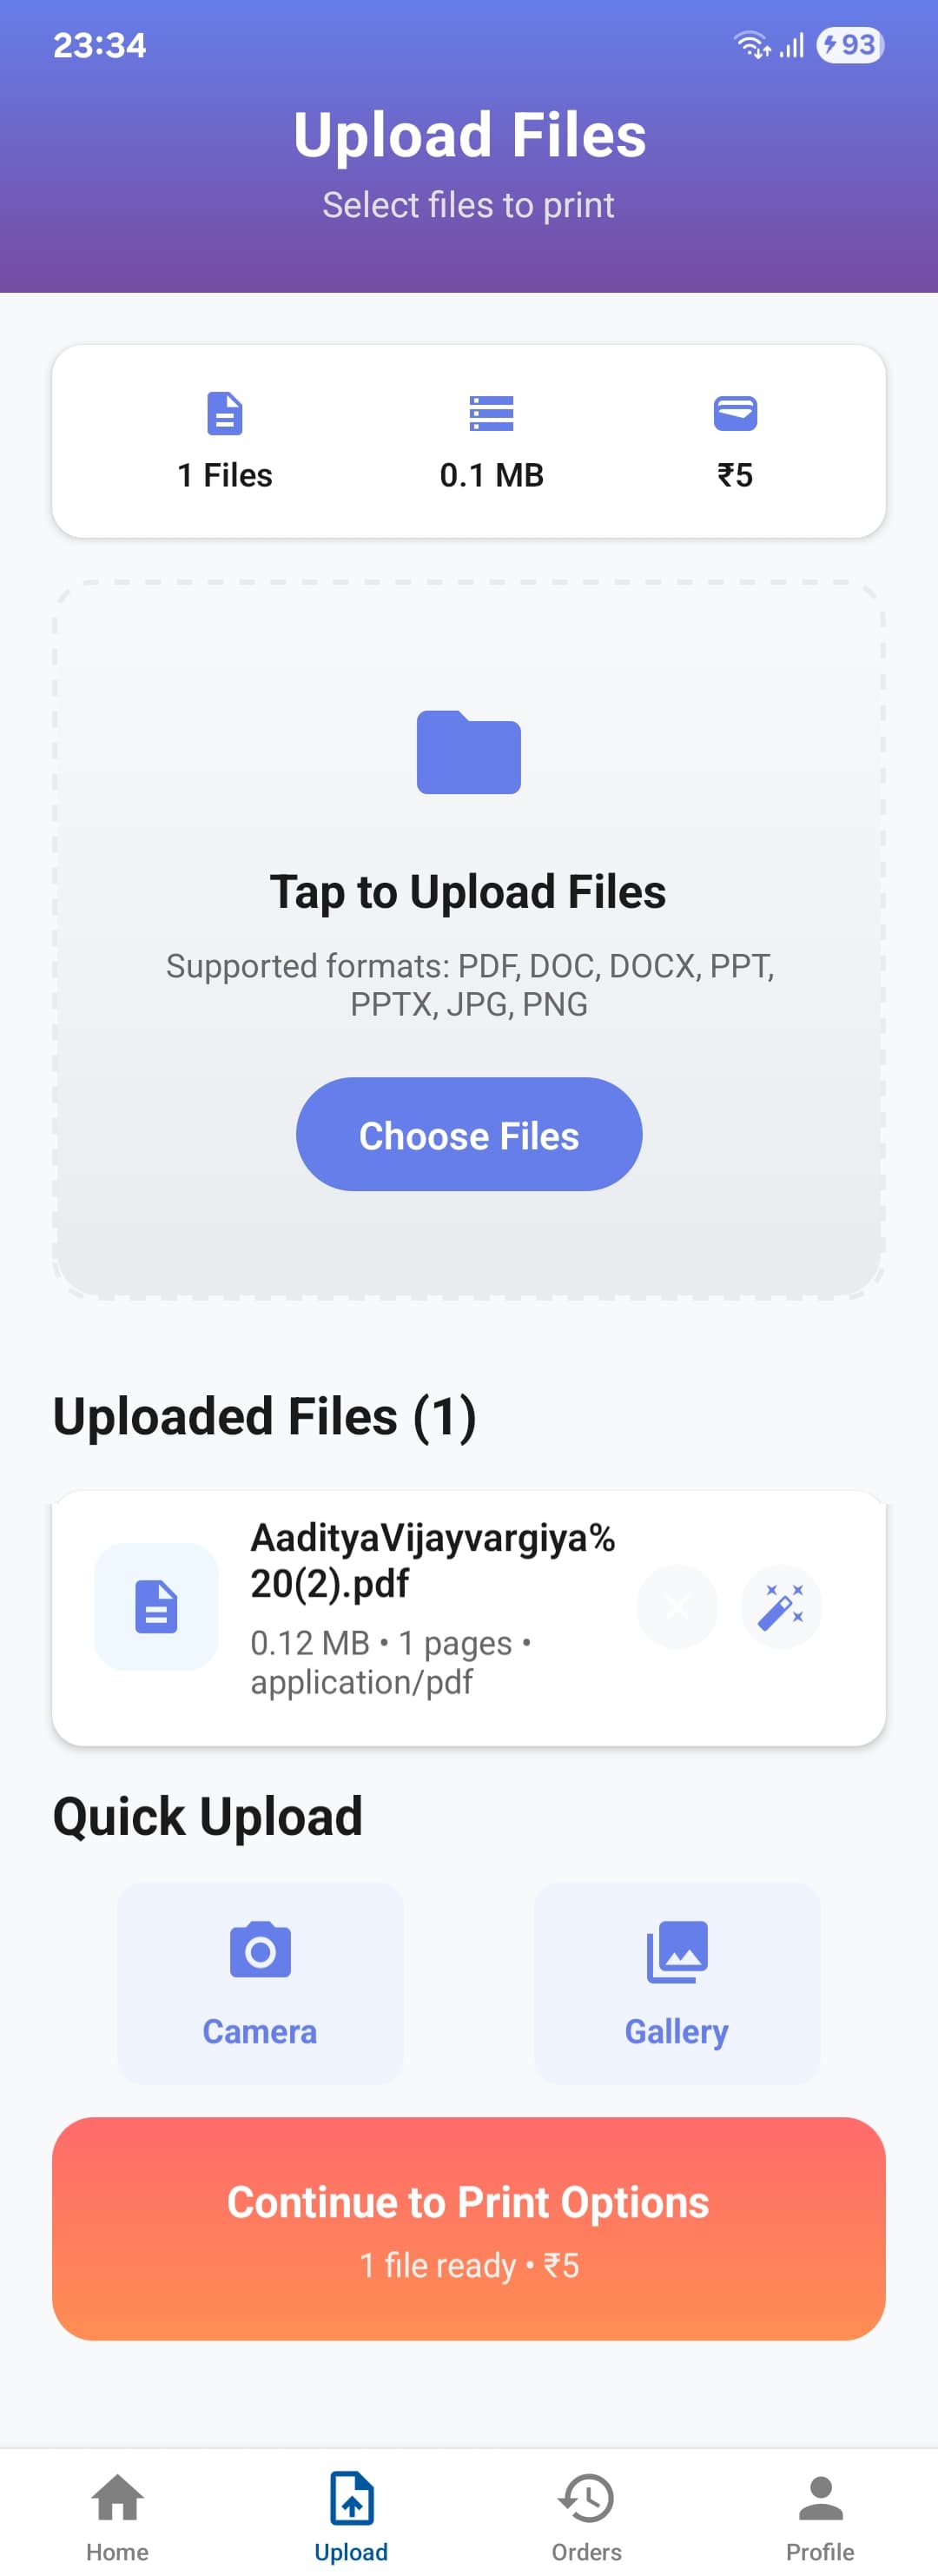 23:34
93
Upload Files
Select files to print
1 Files
0.1 MB
₹5
Tap to Upload Files
Supported formats: PDF, DOC, DOCX, PPT,
PPTX, JPG, PNG
Choose Files
Uploaded Files (1)
AadityaVijayvargiya%
20(2).pdf
0.12 MB • 1 pages •
application/pdf
Quick Upload
Camera
Gallery
Continue to Print Options
1 file ready • ₹5
Home
Upload
Orders
Profile